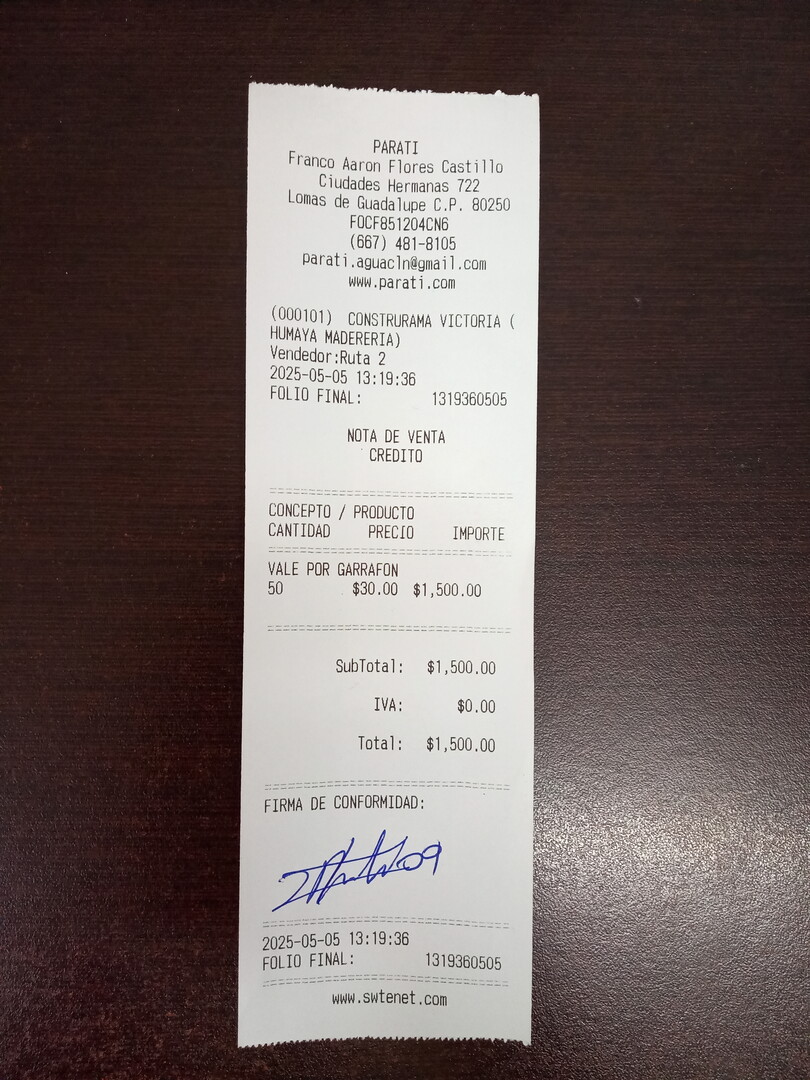 PARATI
Franco Aaron Flores Castillo
Ciudades Hermanas 722
Lomas de Guadalupe C.P. 80250
FOCF851204CN6
(667) 481-8105
parati.aguacln@gmail.com
www.parati.com
(000101) CONSTRURAMA VICTORIA (
HUMAYA MADERERIA)
Vendedor:Ruta 2
2025-05-05 13:19:36
FOLIO FINAL: 1319360505
NOTA DE VENTA
CREDITO
CONCEPTO / PRODUCTO
CANTIDAD PRECIO IMPORTE
VALE POR GARRAFON
50 $30.00 $1,500.00
SubTotal: $1,500.00
IVA: $0.00
Total: $1,500.00
FIRMA DE CONFORMIDAD:
2025-05-05 13:19:36
FOLIO FINAL: 1319360505
www.swtenet.com